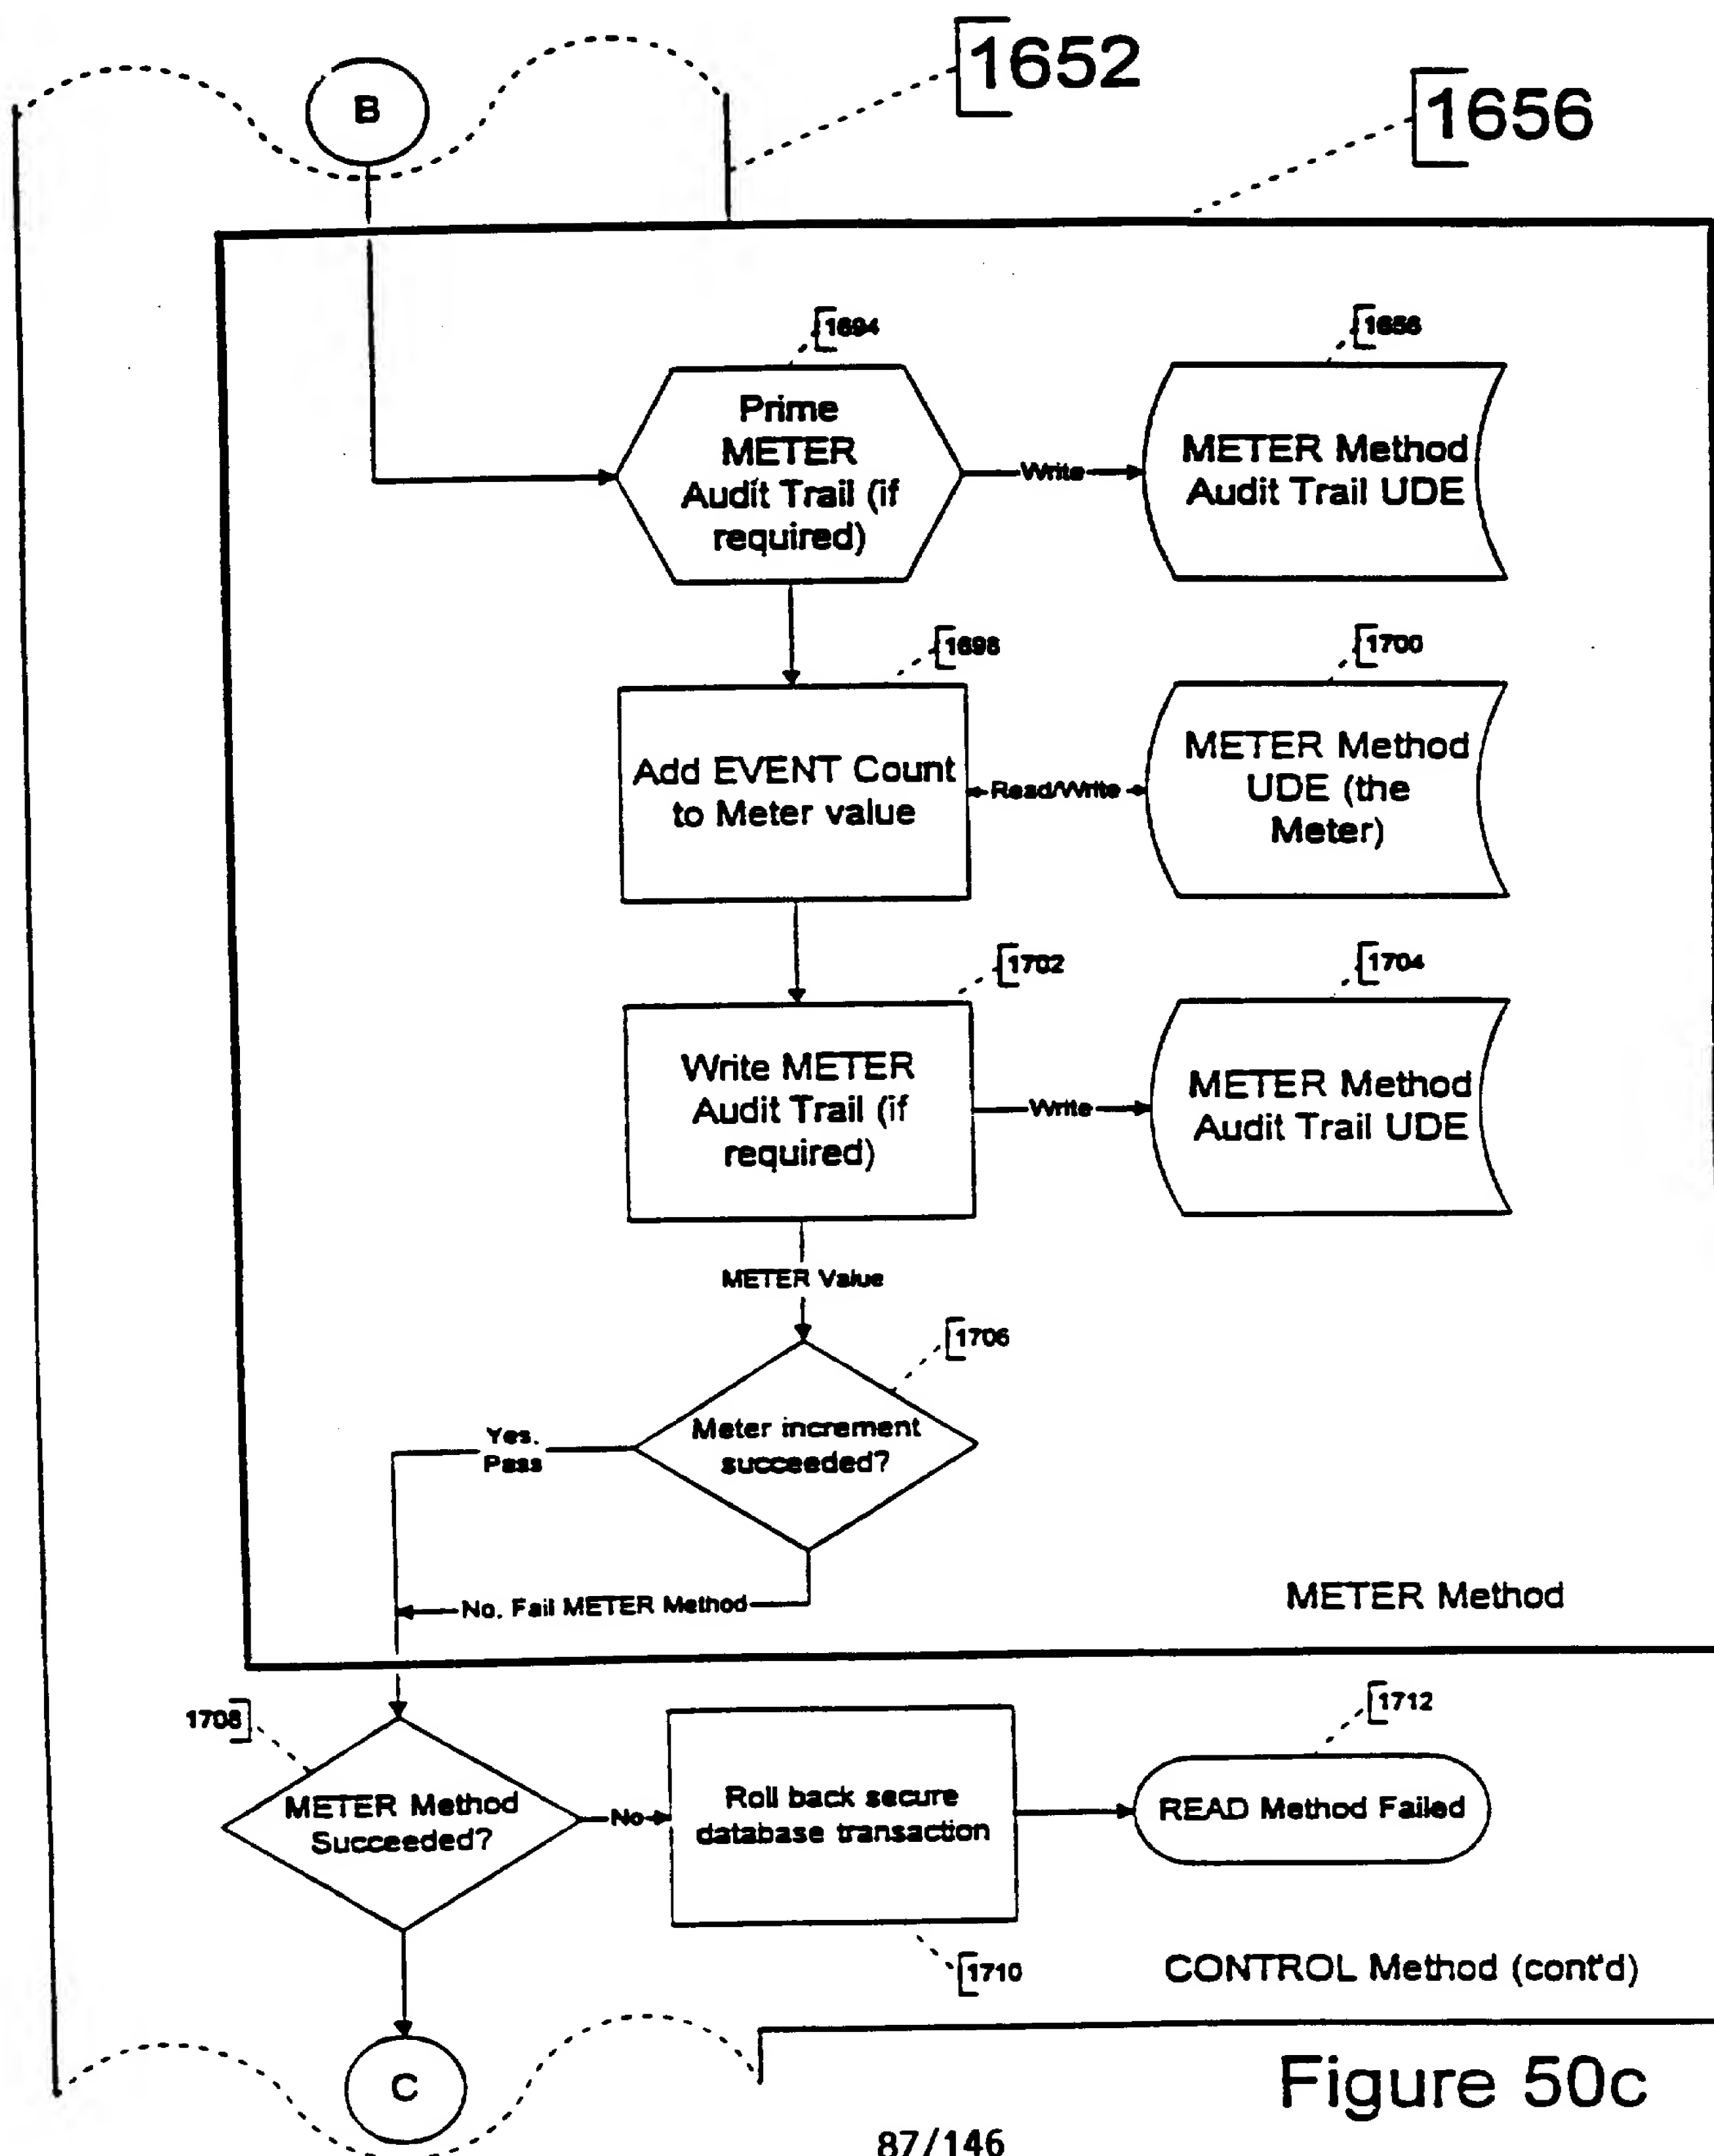 1652
B
1656
1694
Prime
METER
Audit Trail (if
required)
Write
1656
METER Method
Audit Trail UDE
1698
Add EVENT Count
to Meter value
Read/Write
1700
METER Method
UDE (the
Meter)
1702
Write METER
Audit Trail (if
required)
Write
1704
METER Method
Audit Trail UDE
METER Value
1706
Meter increment
succeeded?
Yes.
Pass
No. Fail METER Method
METER Method
1708
METER Method
Succeeded?
No
Roll back secure
database transaction
1710
1712
READ Method Failed
CONTROL Method (cont'd)
C
Figure 50c
87/146